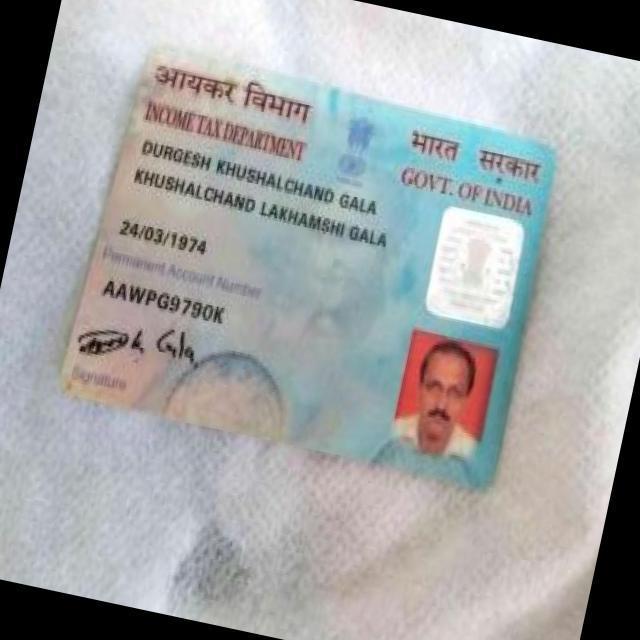 आयकर विभाग
INCOME TAX DEPARTMENT
भारत सरकार
GOVT. OF INDIA
DURGESH KHUSHALCHAND GALA
KHUSHALCHAND LAKHAMSHI GALA
24/03/1974
Permanent Account Number
AAWPG9790K
Gala
Signature